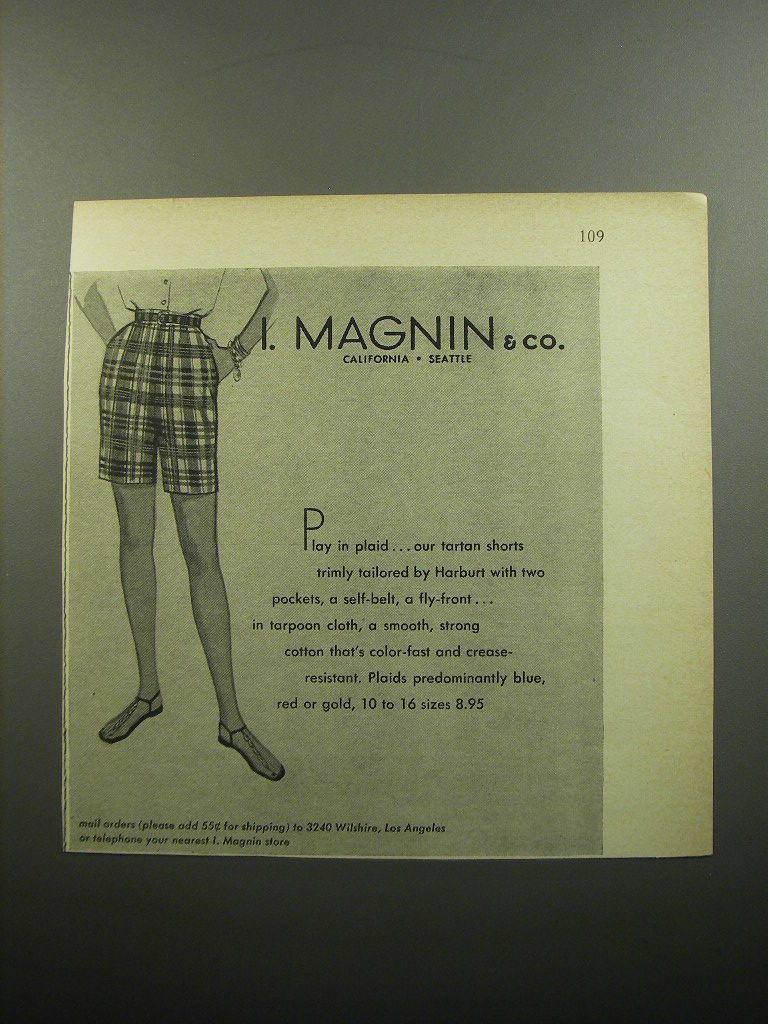 109
I. MAGNIN & CO.
CALIFORNIA • SEATTLE
Play in plaid...our tartan shorts
trimly tailored by Harburt with two
pockets, a self-belt, a fly-front...
in tarpoon cloth, a smooth, strong
cotton that's color-fast and crease-
resistant. Plaids predominantly blue,
red or gold, 10 to 16 sizes 8.95
mail orders (please add 55¢ for shipping) to 3240 Wilshire, Los Angeles
or telephone your nearest I. Magnin store